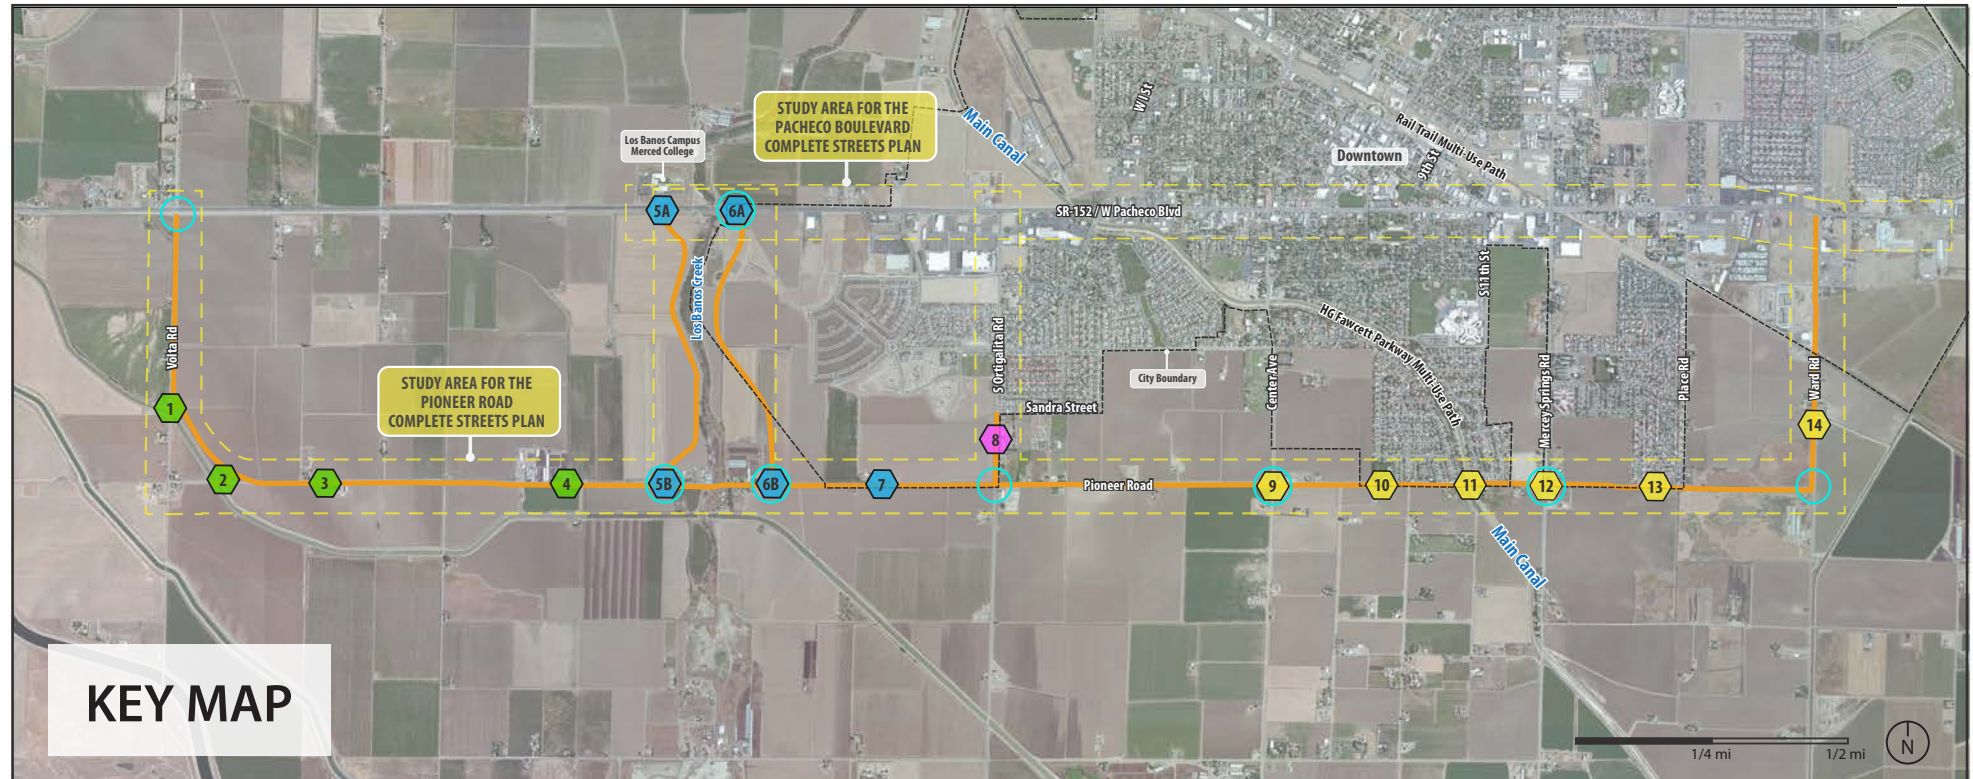 STUDY AREA FOR THE
PACHECO BOULEVARD
COMPLETE STREETS PLAN
Los Banos Campus
Merced College
Main Canal
W I St
Rail Trail Multi-Use Path
Downtown
9th St
5A
6A
SR-152 / W Pacheco Blvd
Los Banos Creek
S 11th St
HG Fawcett Parkway Multi-Use Path
Volta Rd
S Ortigalita Rd
Center Ave
Mercey Springs Rd
Place Rd
Ward Rd
City Boundary
STUDY AREA FOR THE
PIONEER ROAD
COMPLETE STREETS PLAN
Sandra Street
1
8
14
2
3
4
5B
6B
7
Pioneer Road
9
10
11
12
13
Main Canal
KEY MAP
1/4 mi
1/2 mi
N